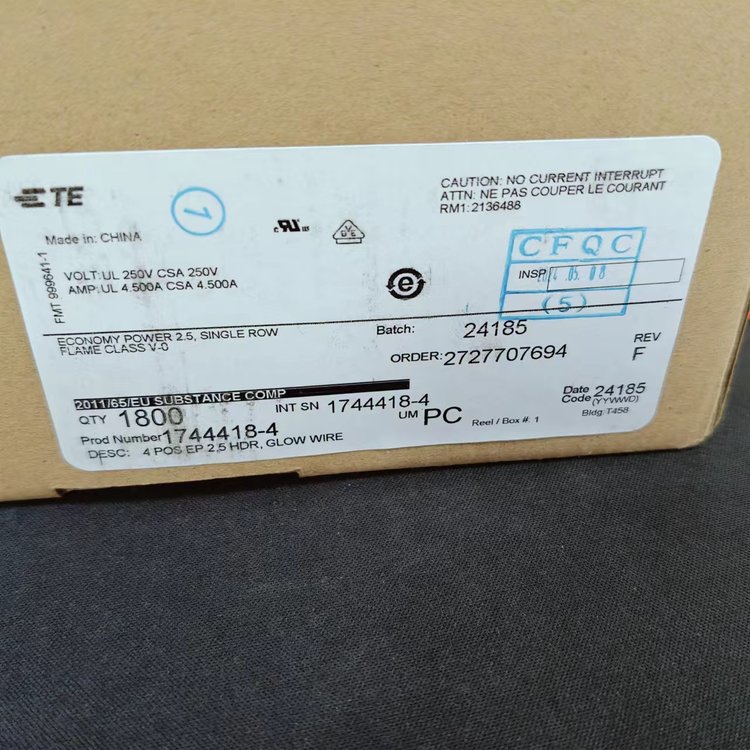 TE
1
Made in: CHINA
FMT 999641-1
VOLT: UL 250V CSA 250V
AMP: UL 4.500A CSA 4.500A
CAUTION: NO CURRENT INTERRUPT
ATTN: NE PAS COUPER LE COURANT
RM1: 2136488
CFQC
INSP
(5)
ECONOMY POWER 2.5, SINGLE ROW
FLAME CLASS V-0
Batch: 24185
ORDER: 2727707694
REV
F
2011/65/EU SUBSTANCE COMP
QTY 1800
INT SN 1744418-4
UM PC
Reel / Box #: 1
Date Code 24185
(YYWWD)
Bldg: T458
Prod Number 1744418-4
DESC: 4 POS EP 2,5 HDR, GLOW WIRE